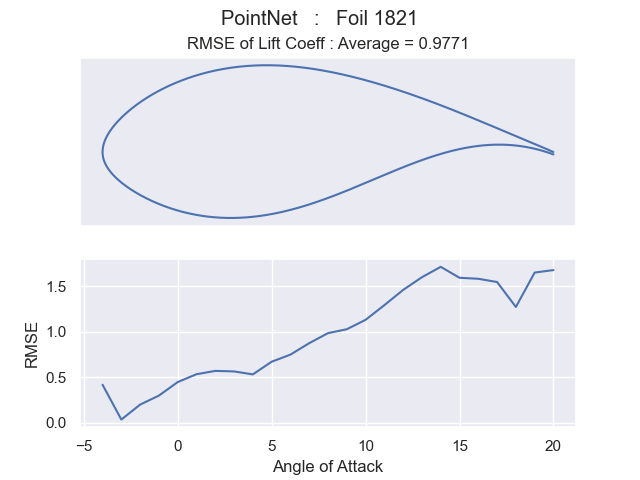 PointNet : Foil 1821
RMSE of Lift Coeff : Average = 0.9771
1.5
1.0
0.5
0.0
RMSE
−5 0 5 10 15 20
Angle of Attack